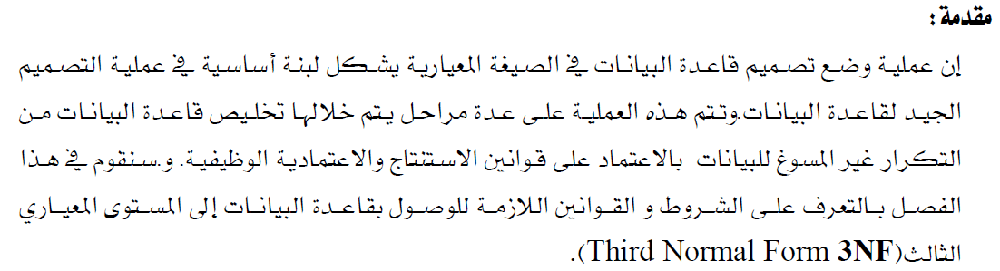 مقدمة :
إن عملية وضع تصميم قاعدة البيانات في الصيغة المعيارية يشكل لبنة أساسية في عملية التصميم
الجيد لقاعدة البيانات.وتتم هذه العملية على عدة مراحل يتم خلالها تخليص قاعدة البيانات من
التكرار غير المسوغ للبيانات بالاعتماد على قوانين الاستنتاج والاعتمادية الوظيفية. و.سنقوم في هذا
الفصل بالتعرف على الشروط و القوانين اللازمة للوصول بقاعدة البيانات إلى المستوى المعياري
الثالث(Third Normal Form 3NF).